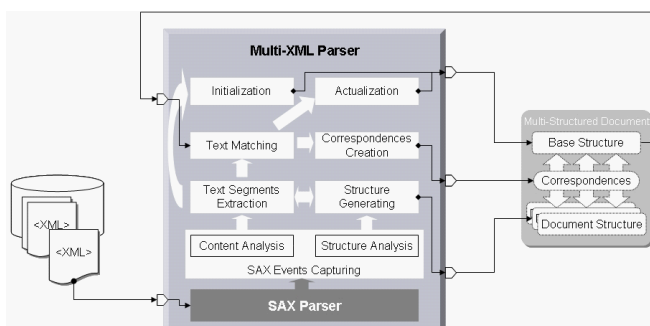 Multi-XML Parser
Initialization
Actualization
Text Matching
Correspondences
Creation
Text Segments
Extraction
Structure
Generating
Content Analysis
Structure Analysis
SAX Events Capturing
SAX Parser
<XML>
<XML>
Multi-Structured Document
Base Structure
Correspondences
Document Structure